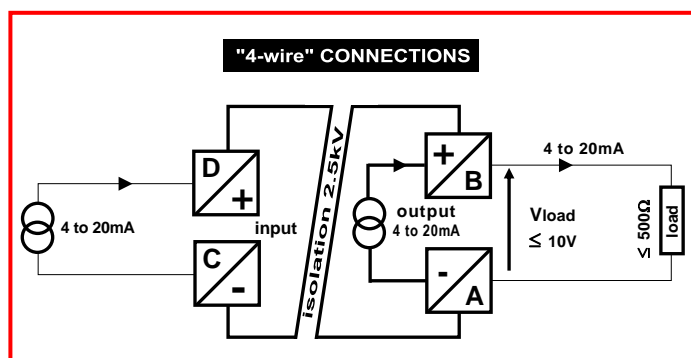 "4-wire" CONNECTIONS
D
+
4 to 20mA
input
C
-
isolation 2.5kV
+
B
output
4 to 20mA
-
A
4 to 20mA
Vload
≤ 10V
≤ 500Ω
load